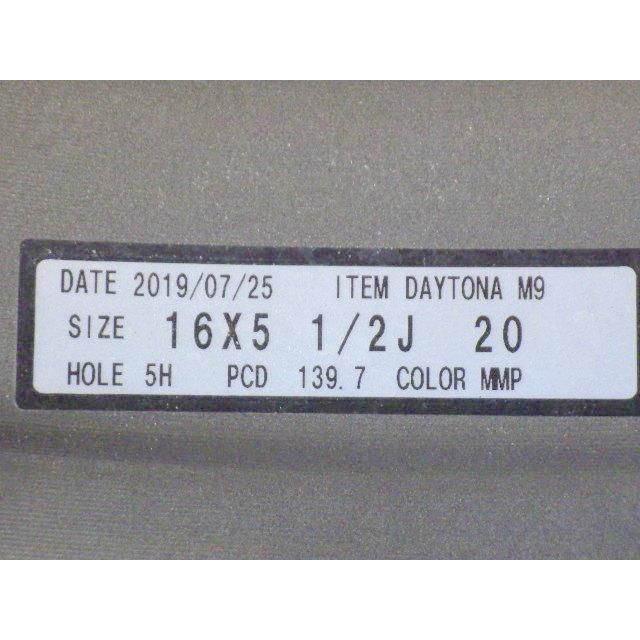 DATE 2019/07/25 ITEM DAYTONA M9
SIZE 16X5 1/2J 20
HOLE 5H PCD 139.7 COLOR MMP